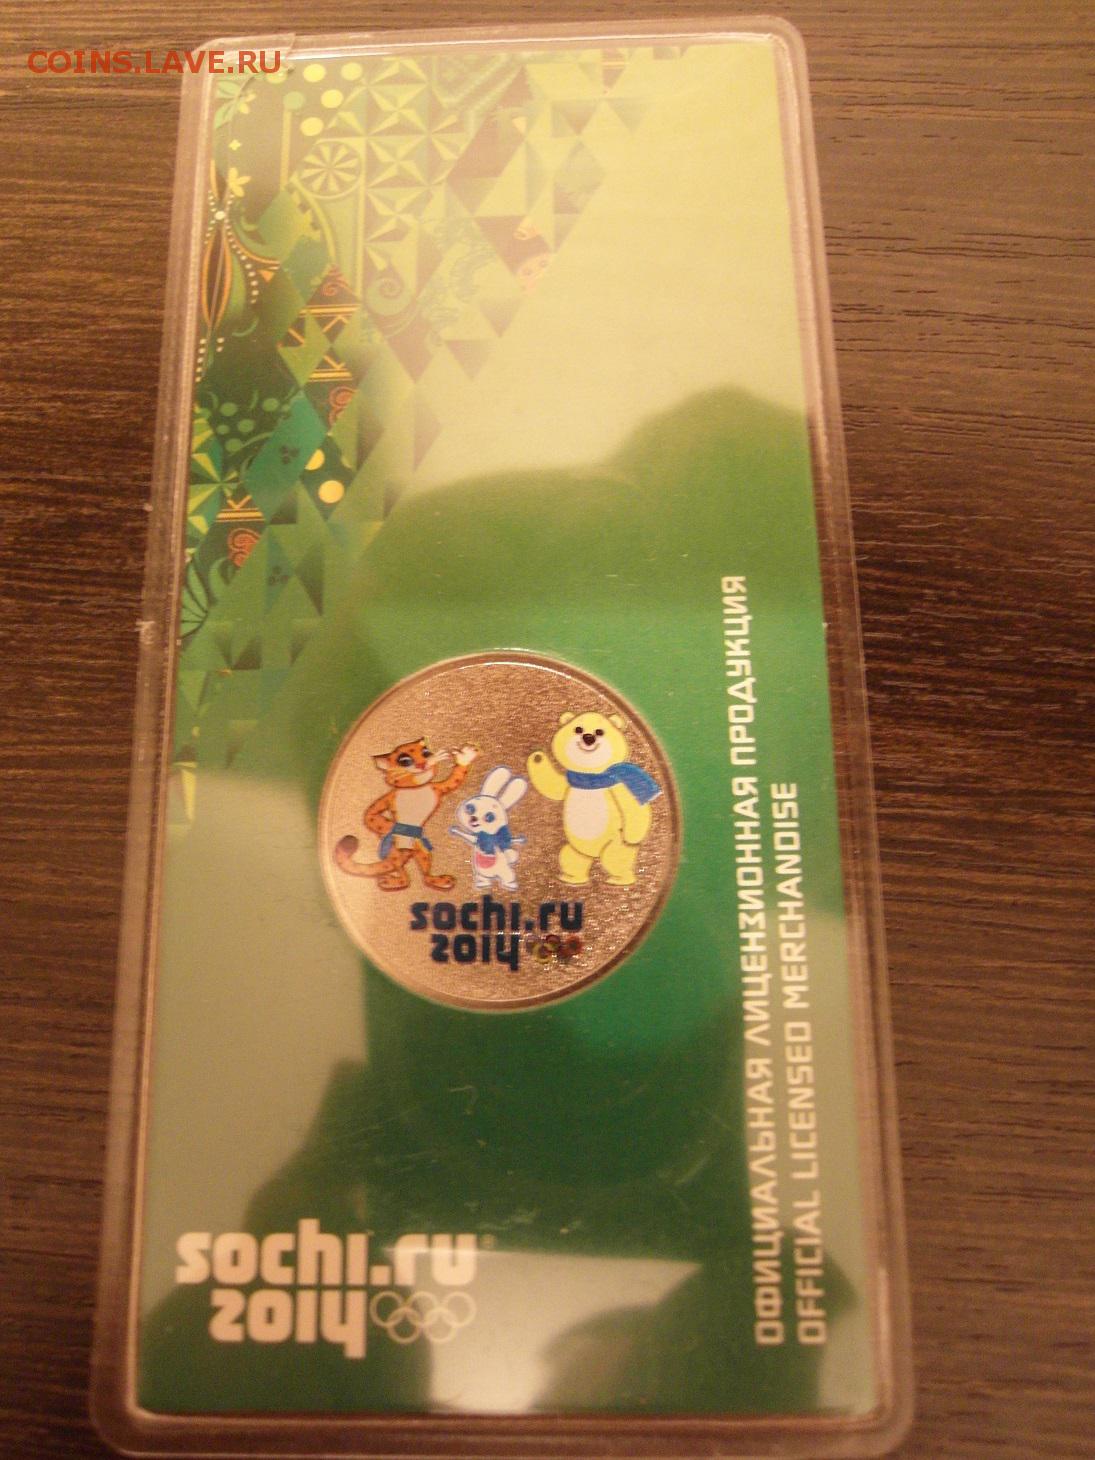 COINS.LAVE.RU
sochi.ru
2014
ОФИЦИАЛЬНАЯ ЛИЦЕНЗИОННАЯ ПРОДУКЦИЯ
OFFICIAL LICENSED MERCHANDISE
sochi.ru®
2014